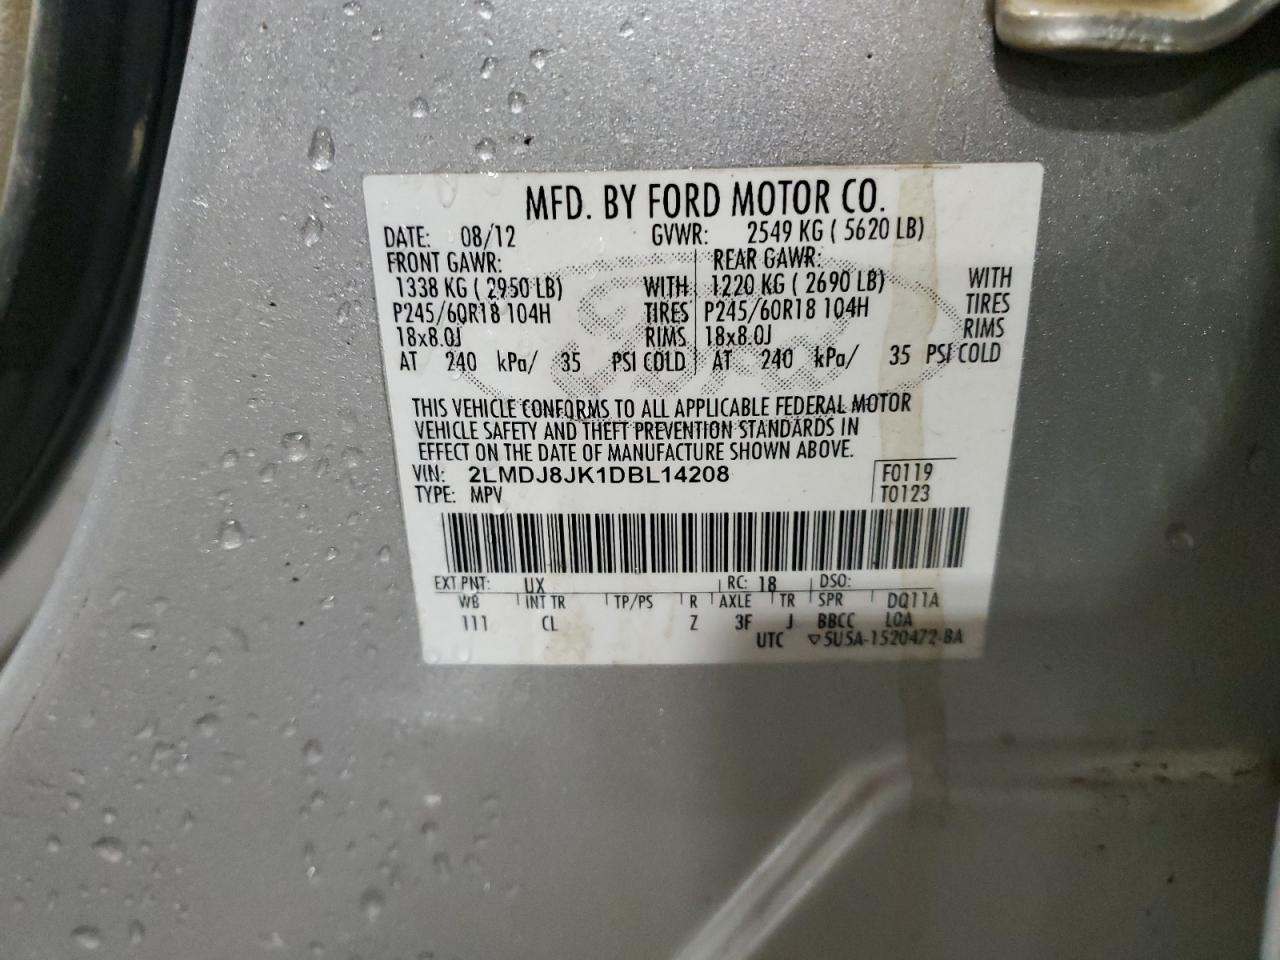 MFD. BY FORD MOTOR CO.
DATE: 08/12 GVWR: 2549 KG ( 5620 LB)
FRONT GAWR: REAR GAWR:
1338 KG ( 2950 LB) WITH 1220 KG ( 2690 LB) WITH
P245/60R18 104H TIRES P245/60R18 104H TIRES
18x8.0J RIMS 18x8.0J RIMS
AT 240 kPa/ 35 PSI COLD AT 240 kPa/ 35 PSI COLD
THIS VEHICLE CONFORMS TO ALL APPLICABLE FEDERAL MOTOR
VEHICLE SAFETY AND THEFT PREVENTION STANDARDS IN
EFFECT ON THE DATE OF MANUFACTURE SHOWN ABOVE.
VIN: 2LMDJ8JK1DBL14208 F0119
TYPE: MPV T0123
EXT PNT: UX RC: 18 DSO:
WB INT TR TP/PS R AXLE TR SPR DQ11A
111 CL Z 3F J BBCC LOA
UTC ▽5U5A-1520472-BA